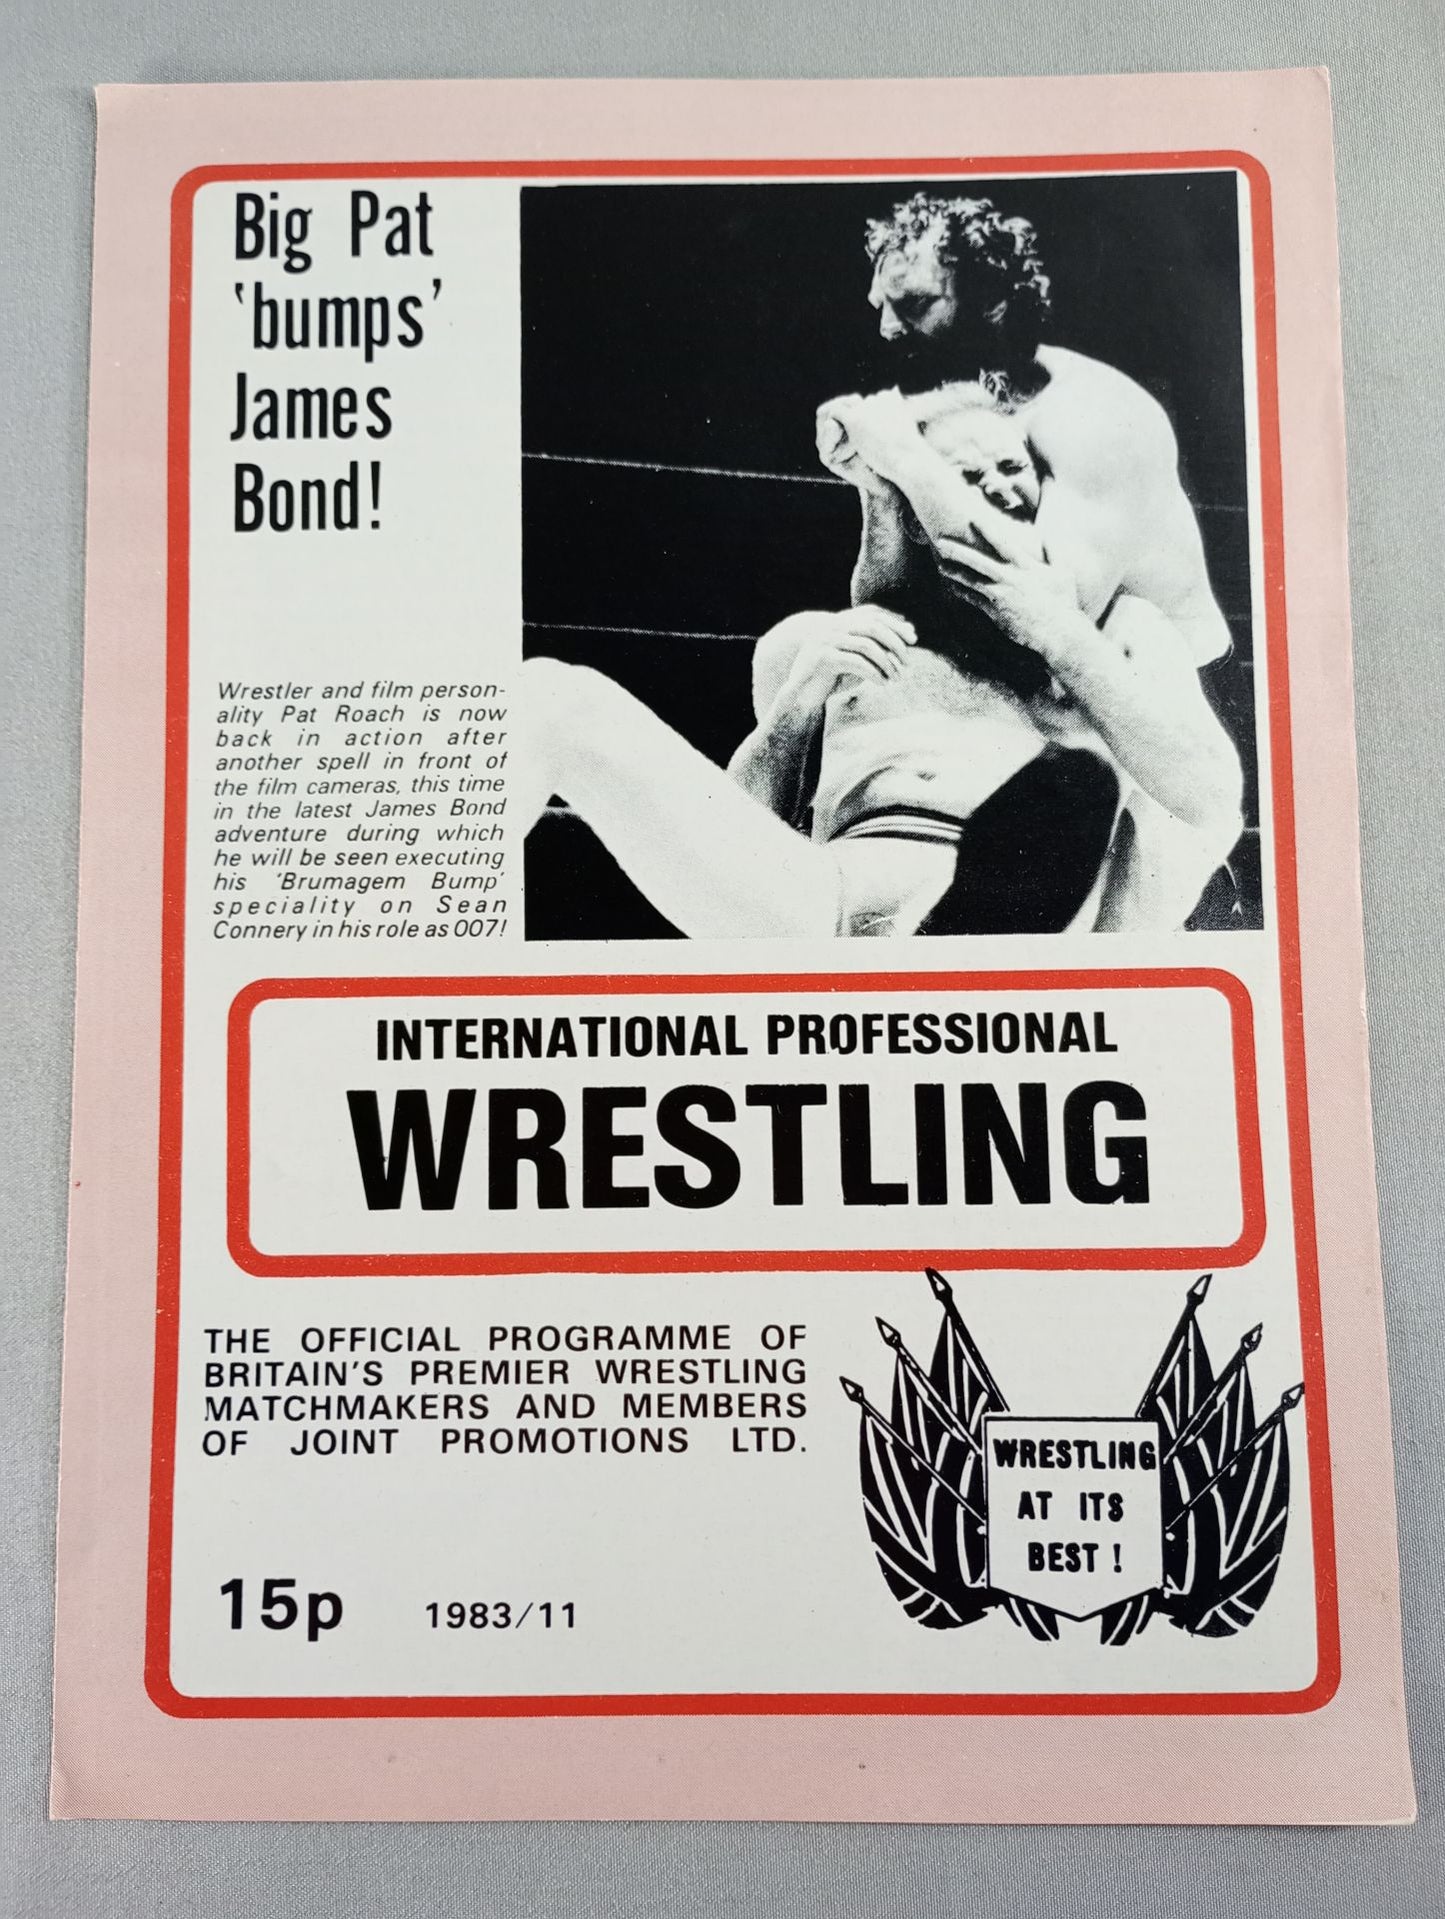 Big Pat
'bumps'
James
Bond!
Wrestler and film person-
ality Pat Roach is now
back in action after
another spell in front of
the film cameras, this time
in the latest James Bond
adventure during which
he will be seen executing
his 'Brumagem Bump'
speciality on Sean
Connery in his role as 007!
INTERNATIONAL PROFESSIONAL
WRESTLING
THE OFFICIAL PROGRAMME OF
BRITAIN'S PREMIER WRESTLING
MATCHMAKERS AND MEMBERS
OF JOINT PROMOTIONS LTD.
WRESTLING
AT ITS
BEST !
15p 1983/11